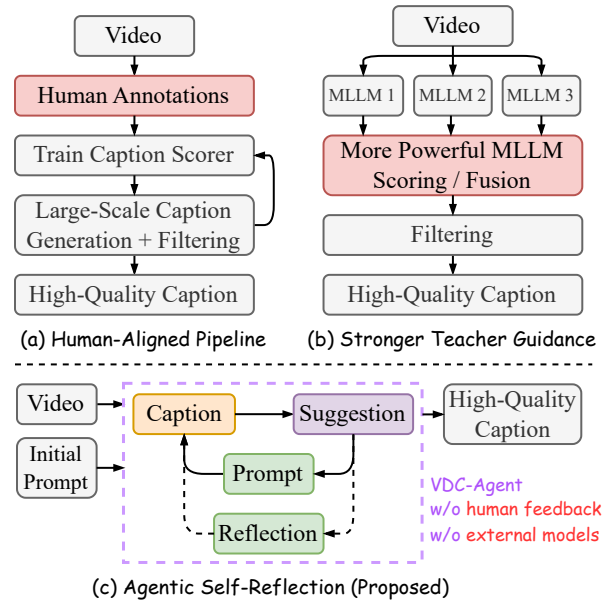 Video
Human Annotations
Train Caption Scorer
Large-Scale Caption
Generation + Filtering
High-Quality Caption
(a) Human-Aligned Pipeline
Video
MLLM 1
MLLM 2
MLLM 3
More Powerful MLLM
Scoring / Fusion
Filtering
High-Quality Caption
(b) Stronger Teacher Guidance
Video
Initial
Prompt
Caption
Suggestion
Prompt
Reflection
High-Quality
Caption
VDC-Agent
w/o human feedback
w/o external models
(c) Agentic Self-Reflection (Proposed)